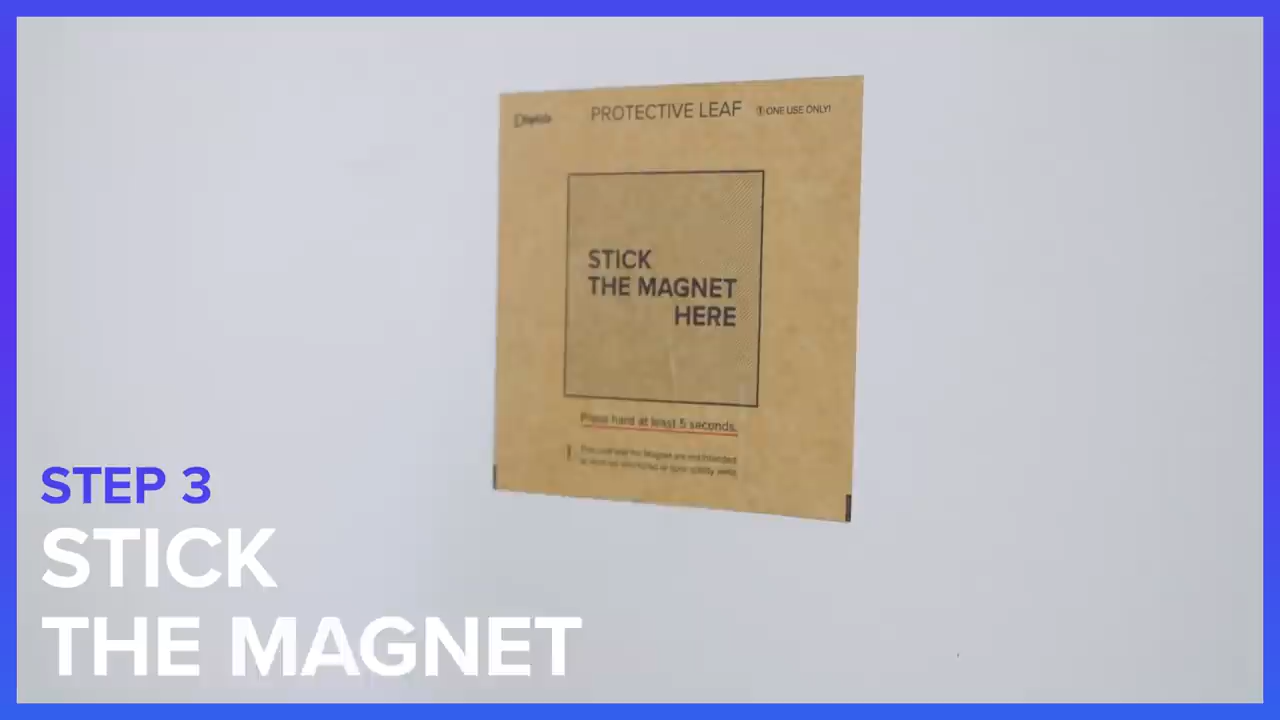 PROTECTIVE LEAF
ONE USE ONLY!
STICK
THE MAGNET
HERE
Press hard at least 5 seconds.
STEP 3
STICK
THE MAGNET